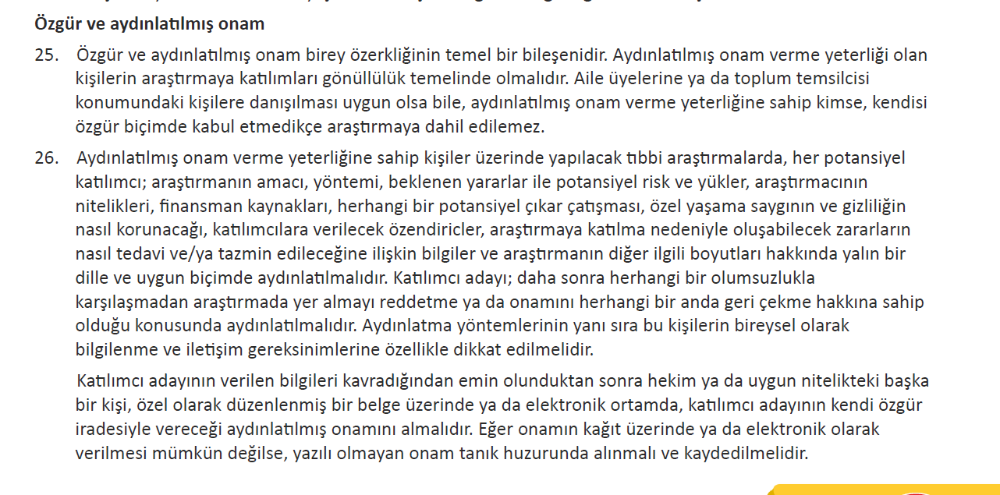 Özgür ve aydınlatılmış onam
25. Özgür ve aydınlatılmış onam birey özerkliğinin temel bir bileşenidir. Aydınlatılmış onam verme yeterliği olan
kişilerin araştırmaya katılımları gönüllülük temelinde olmalıdır. Aile üyelerine ya da toplum temsilcisi
konumundaki kişilere danışılması uygun olsa bile, aydınlatılmış onam verme yeterliğine sahip kimse, kendisi
özgür biçimde kabul etmedikçe araştırmaya dahil edilemez.
26. Aydınlatılmış onam verme yeterliğine sahip kişiler üzerinde yapılacak tıbbi araştırmalarda, her potansiyel
katılımcı; araştırmanın amacı, yöntemi, beklenen yararlar ile potansiyel risk ve yükler, araştırmacının
nitelikleri, finansman kaynakları, herhangi bir potansiyel çıkar çatışması, özel yaşama saygının ve gizliliğin
nasıl korunacağı, katılımcılara verilecek özendiricler, araştırmaya katılma nedeniyle oluşabilecek zararların
nasıl tedavi ve/ya tazmin edileceğine ilişkin bilgiler ve araştırmanın diğer ilgili boyutları hakkında yalın bir
dille ve uygun biçimde aydınlatılmalıdır. Katılımcı adayı; daha sonra herhangi bir olumsuzlukla
karşılaşmadan araştırmada yer almayı reddetme ya da onamını herhangi bir anda geri çekme hakkına sahip
olduğu konusunda aydınlatılmalıdır. Aydınlatma yöntemlerinin yanı sıra bu kişilerin bireysel olarak
bilgilenme ve iletişim gereksinimlerine özellikle dikkat edilmelidir.
Katılımcı adayının verilen bilgileri kavradığından emin olunduktan sonra hekim ya da uygun nitelikteki başka
bir kişi, özel olarak düzenlenmiş bir belge üzerinde ya da elektronik ortamda, katılımcı adayının kendi özgür
iradesiyle vereceği aydınlatılmış onamını almalıdır. Eğer onamın kağıt üzerinde ya da elektronik olarak
verilmesi mümkün değilse, yazılı olmayan onam tanık huzurunda alınmalı ve kaydedilmelidir.